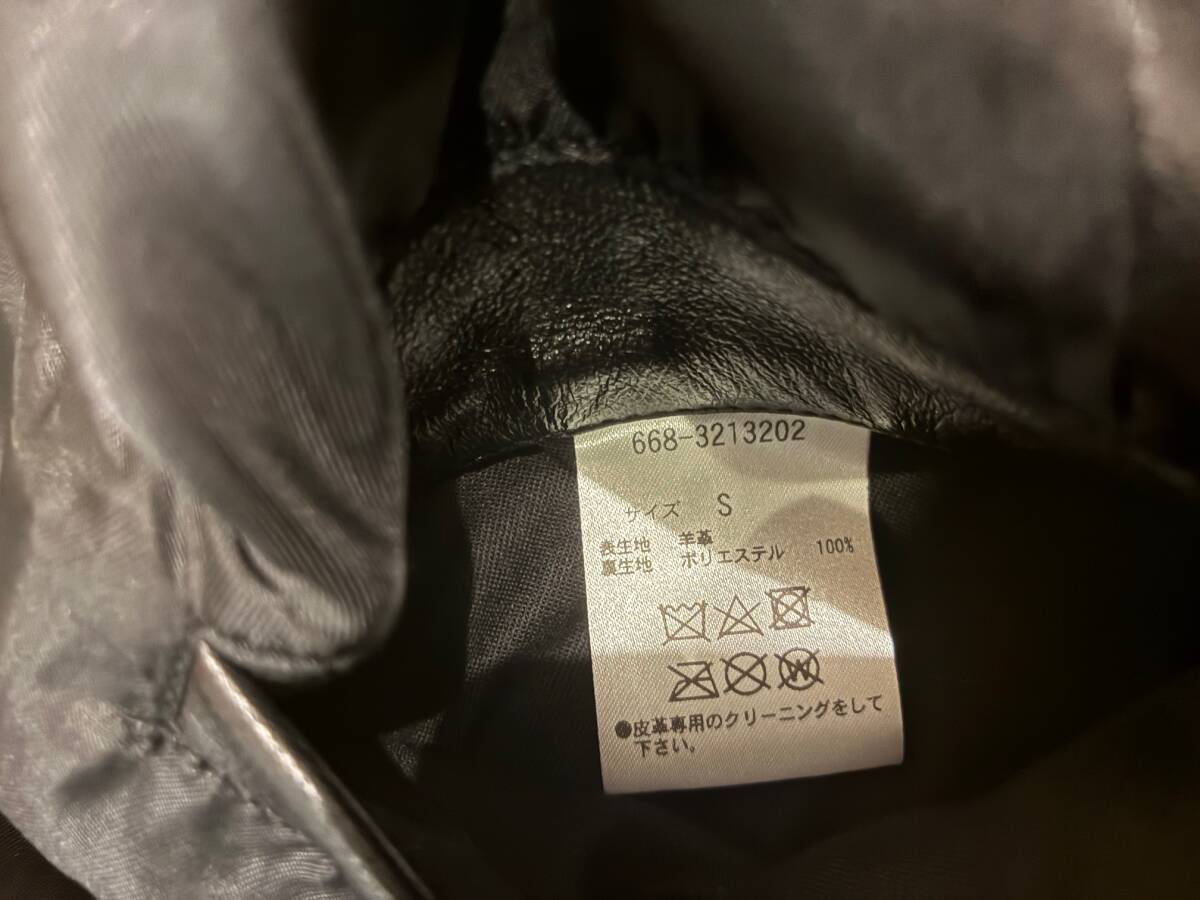 668-3213202
サイズ S
表生地 羊革
裏生地 ポリエステル 100%
W
●皮革専用のクリーニングをして
下さい。